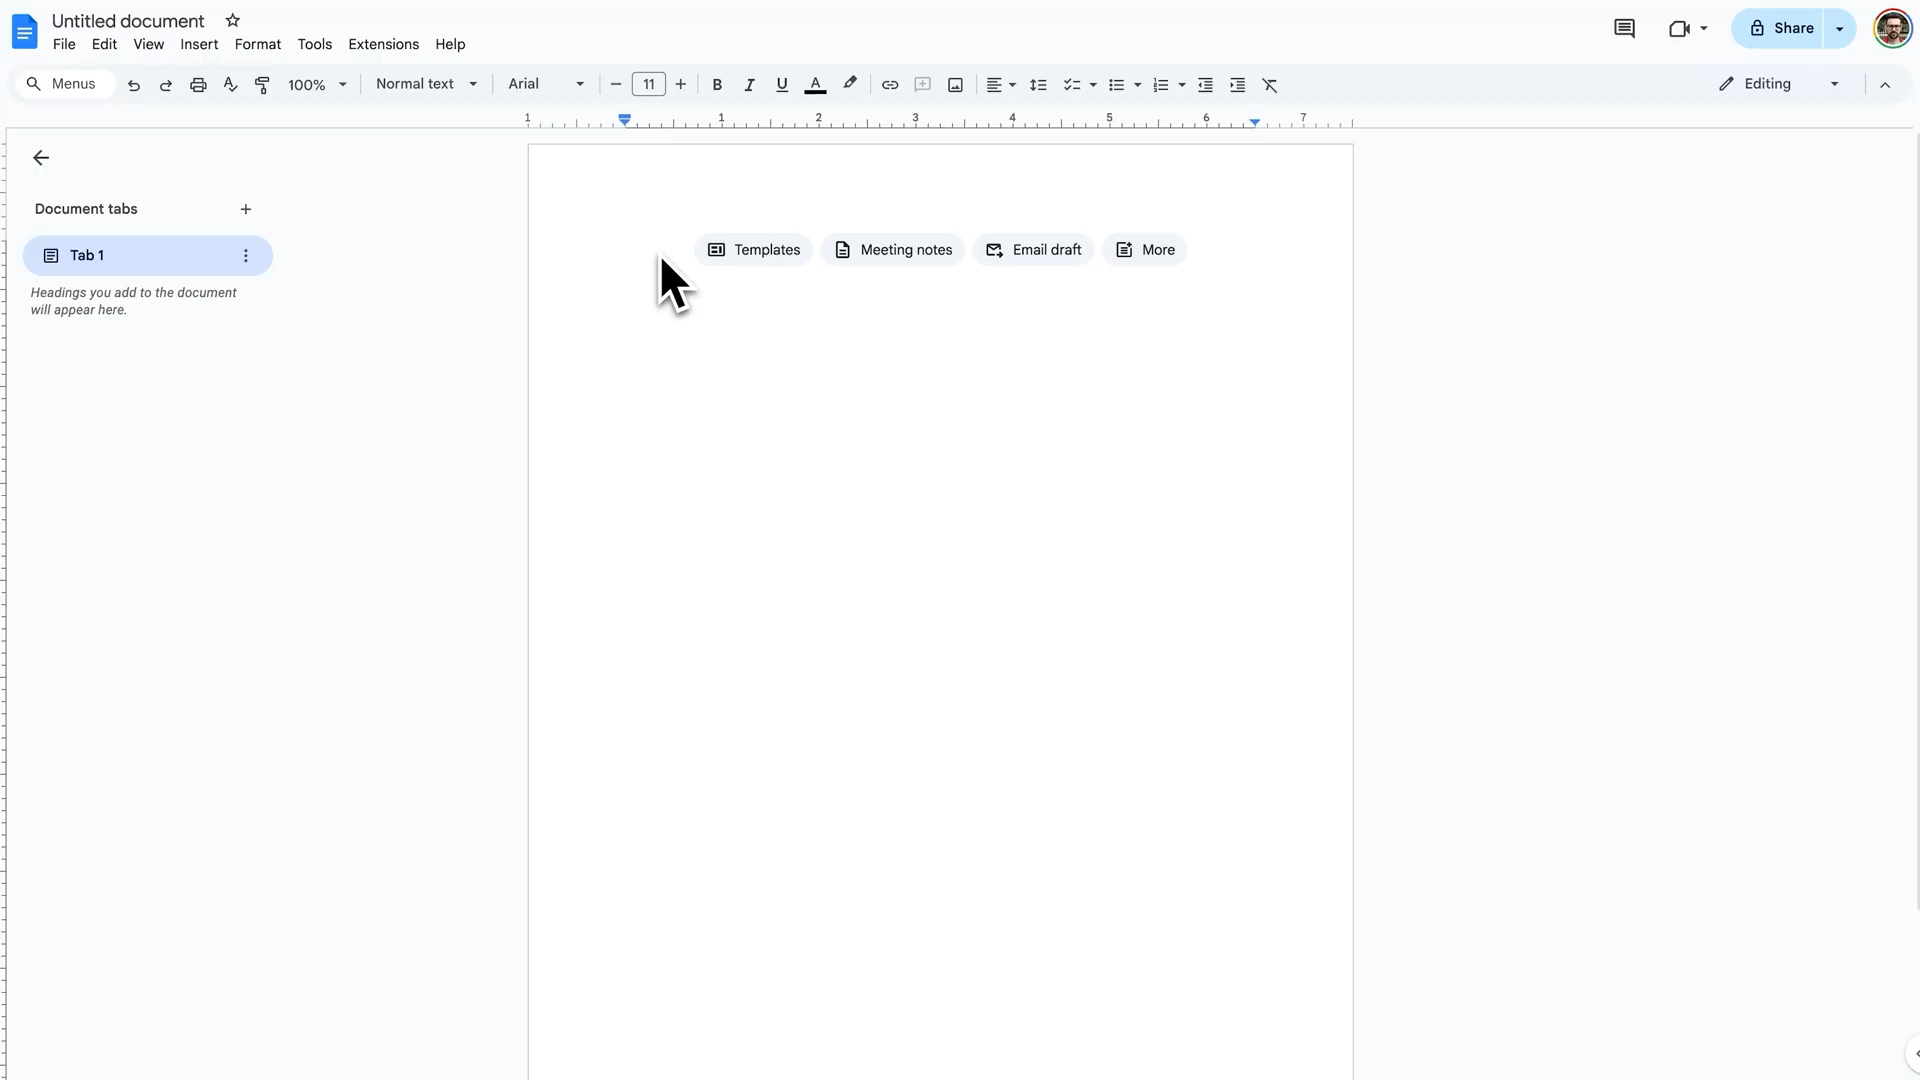 Untitled document
File Edit View Insert Format Tools Extensions Help
Share
Menus 100% Normal text Arial 11 B I U A Editing
1 1 2 3 4 5 6 7
Document tabs
Tab 1
Headings you add to the document
will appear here.
Templates Meeting notes Email draft More